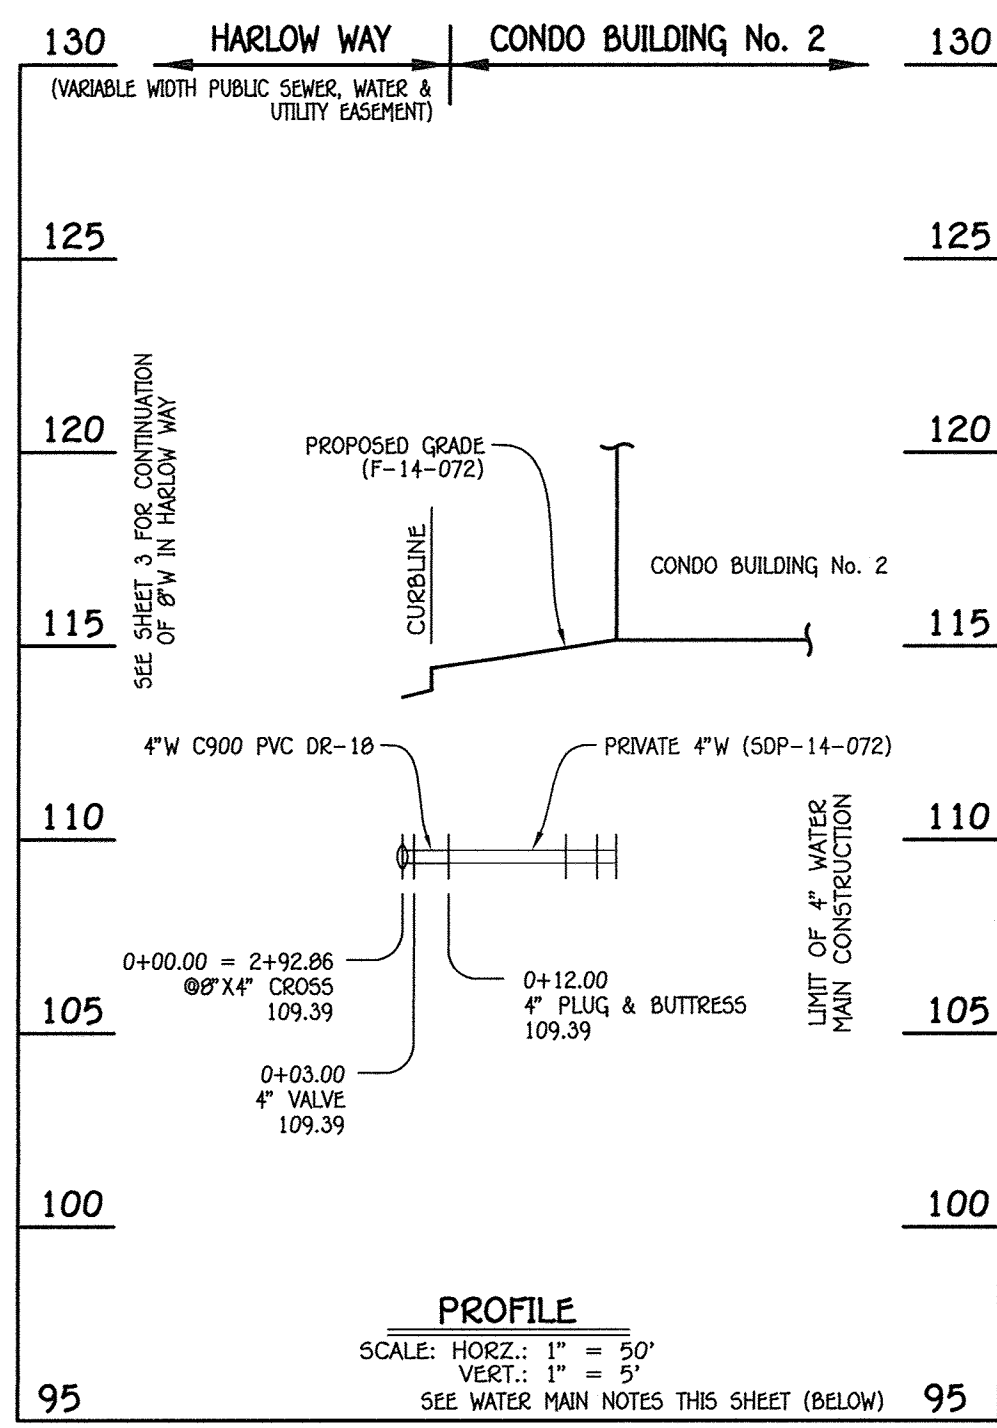 130
HARLOW WAY
CONDO BUILDING No. 2
130
(VARIABLE WIDTH PUBLIC SEWER, WATER &
UTILITY EASEMENT)
125
125
SEE SHEET 3 FOR CONTINUATION
OF 8"W IN HARLOW WAY
120
120
PROPOSED GRADE
(F-14-072)
CURBLINE
CONDO BUILDING No. 2
115
115
4"W C900 PVC DR-18
PRIVATE 4"W (SDP-14-072)
110
110
LIMIT OF 4" WATER
MAIN CONSTRUCTION
0+00.00 = 2+92.86
@8"X4" CROSS
109.39
0+12.00
4" PLUG & BUTTRESS
109.39
105
105
0+03.00
4" VALVE
109.39
100
100
PROFILE
SCALE: HORZ.: 1" = 50'
VERT.: 1" = 5'
SEE WATER MAIN NOTES THIS SHEET (BELOW)
95
95